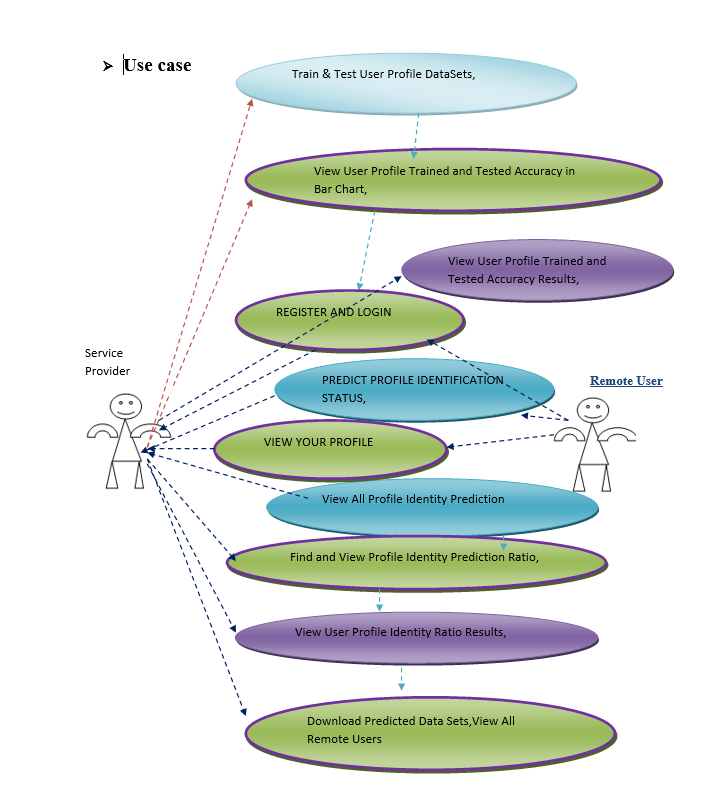 ➢ Use case
Train & Test User Profile DataSets,
View User Profile Trained and Tested Accuracy in
Bar Chart,
View User Profile Trained and
Tested Accuracy Results,
REGISTER AND LOGIN
Service
Provider
PREDICT PROFILE IDENTIFICATION
STATUS,
Remote User
VIEW YOUR PROFILE
View All Profile Identity Prediction
Find and View Profile Identity Prediction Ratio,
View User Profile Identity Ratio Results,
Download Predicted Data Sets,View All
Remote Users